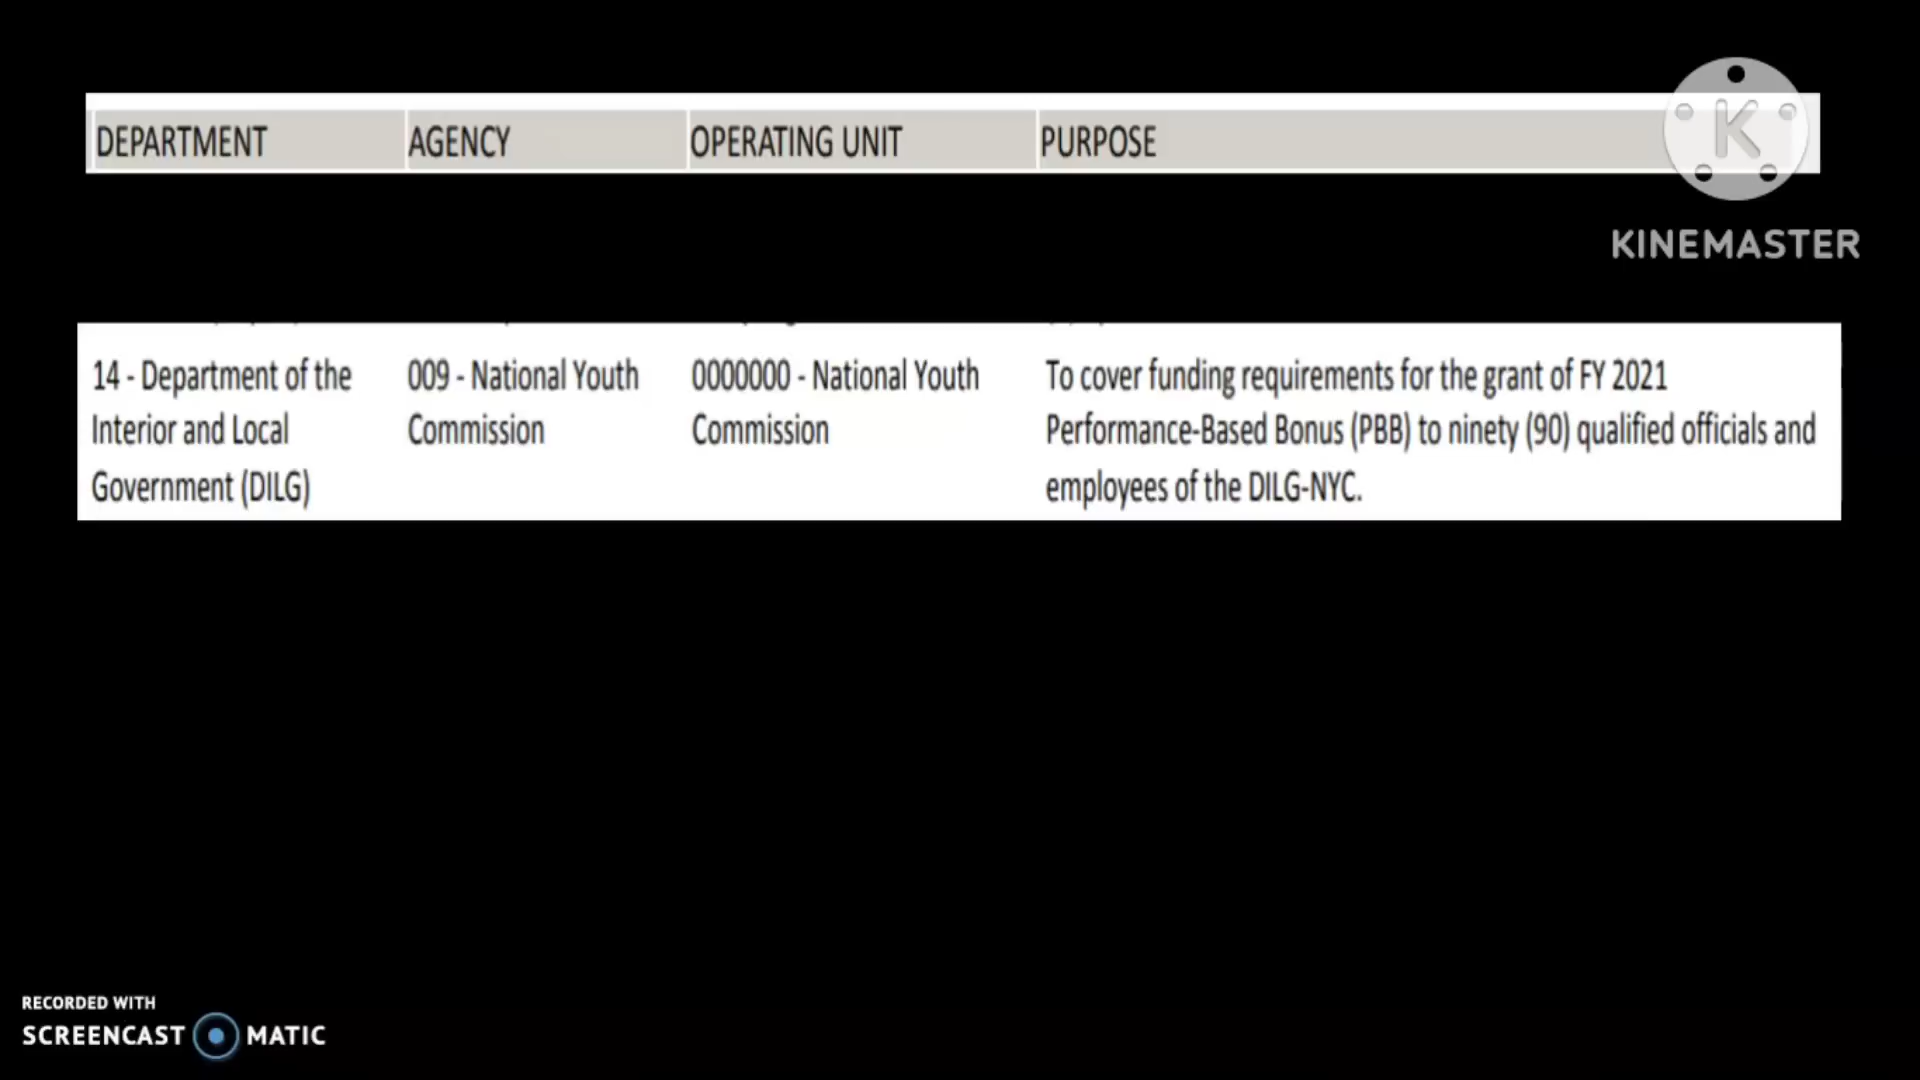 DEPARTMENT AGENCY OPERATING UNIT PURPOSE
K
KINEMASTER
14 - Department of the 009 - National Youth 0000000 - National Youth To cover funding requirements for the grant of FY 2021
Interior and Local Commission Commission Performance-Based Bonus (PBB) to ninety (90) qualified officials and
Government (DILG) employees of the DILG-NYC.
RECORDED WITH
SCREENCAST MATIC